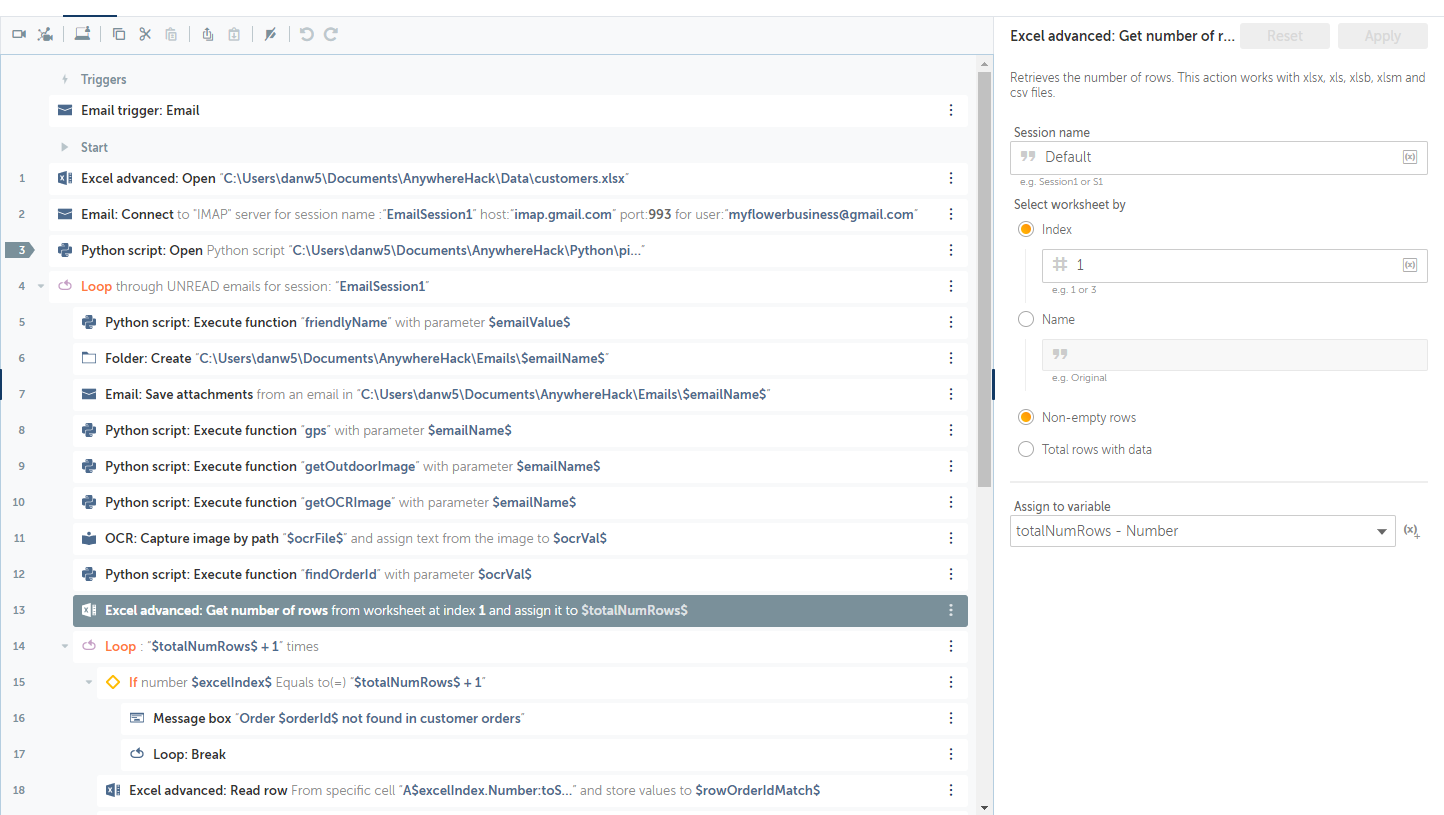 Triggers
Email trigger: Email
Start
1 Excel advanced: Open "C:\Users\danw5\Documents\AnywhereHack\Data\customers.xlsx"
2 Email: Connect to "IMAP" server for session name :"EmailSession1" host:"imap.gmail.com" port:993 for user:"myflowerbusiness@gmail.com"
3 Python script: Open Python script "C:\Users\danw5\Documents\AnywhereHack\Python\pi..."
4 Loop through UNREAD emails for session: "EmailSession1"
5 Python script: Execute function "friendlyName" with parameter $emailValue$
6 Folder: Create "C:\Users\danw5\Documents\AnywhereHack\Emails\$emailName$"
7 Email: Save attachments from an email in "C:\Users\danw5\Documents\AnywhereHack\Emails\$emailName$"
8 Python script: Execute function "gps" with parameter $emailName$
9 Python script: Execute function "getOutdoorImage" with parameter $emailName$
10 Python script: Execute function "getOCRImage" with parameter $emailName$
11 OCR: Capture image by path "$ocrFile$" and assign text from the image to $ocrVal$
12 Python script: Execute function "findOrderId" with parameter $ocrVal$
13 Excel advanced: Get number of rows from worksheet at index 1 and assign it to $totalNumRows$
14 Loop : "$totalNumRows$ + 1" times
15 If number $excelIndex$ Equals to(=) "$totalNumRows$ + 1"
16 Message box "Order $orderId$ not found in customer orders"
17 Loop: Break
18 Excel advanced: Read row From specific cell "A$excelIndex.Number:toS..." and store values to $rowOrderIdMatch$
Excel advanced: Get number of r... Reset Apply
Retrieves the number of rows. This action works with xlsx, xls, xlsb, xlsm and
csv files.
Session name
Default (x)
e.g. Session1 or S1
Select worksheet by
Index
# 1 (x)
e.g. 1 or 3
Name
e.g. Original
Non-empty rows
Total rows with data
Assign to variable
totalNumRows - Number (x)+